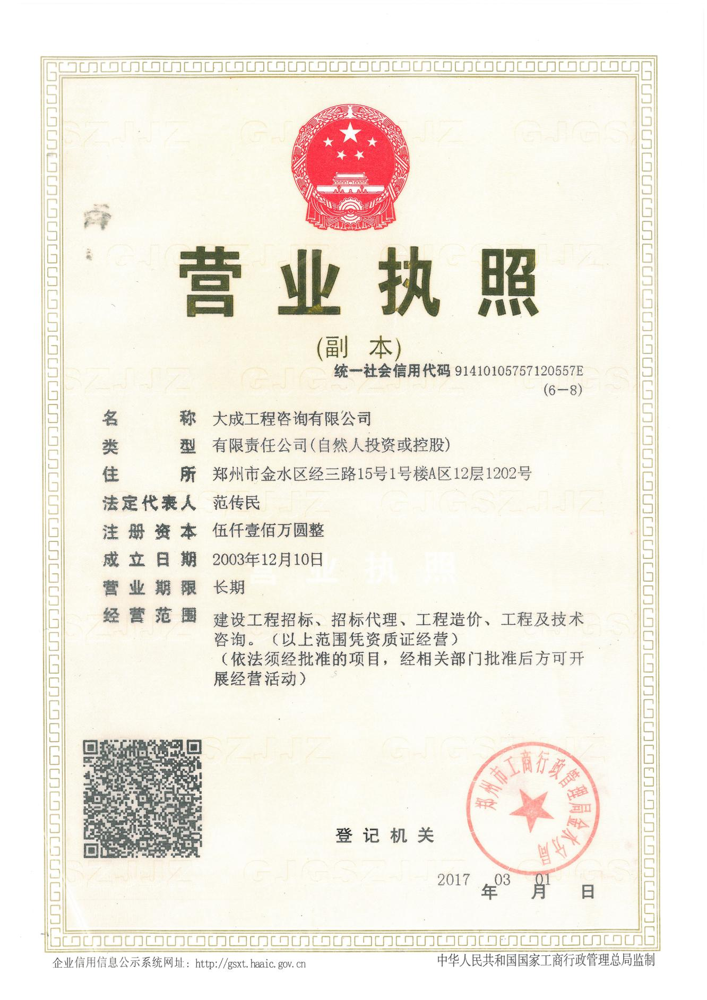 营业执照
(副 本)
统一社会信用代码 91410105757120557E
(6-8)
名称 大成工程咨询有限公司
类型 有限责任公司(自然人投资或控股)
住所 郑州市金水区经三路15号1号楼A区12层1202号
法定代表人 范传民
注册资本 伍仟壹佰万圆整
成立日期 2003年12月10日
营业期限 长期
经营范围 建设工程招标、招标代理、工程造价、工程及技术
咨询。（以上范围凭资质证经营）
（依法须经批准的项目，经相关部门批准后方可开
展经营活动）
郑州市工商行政管理局金水分局
登记机关
2017年03月01日
企业信用信息公示系统网址：http://gsxt.haaic.gov.cn
中华人民共和国国家工商行政管理总局监制